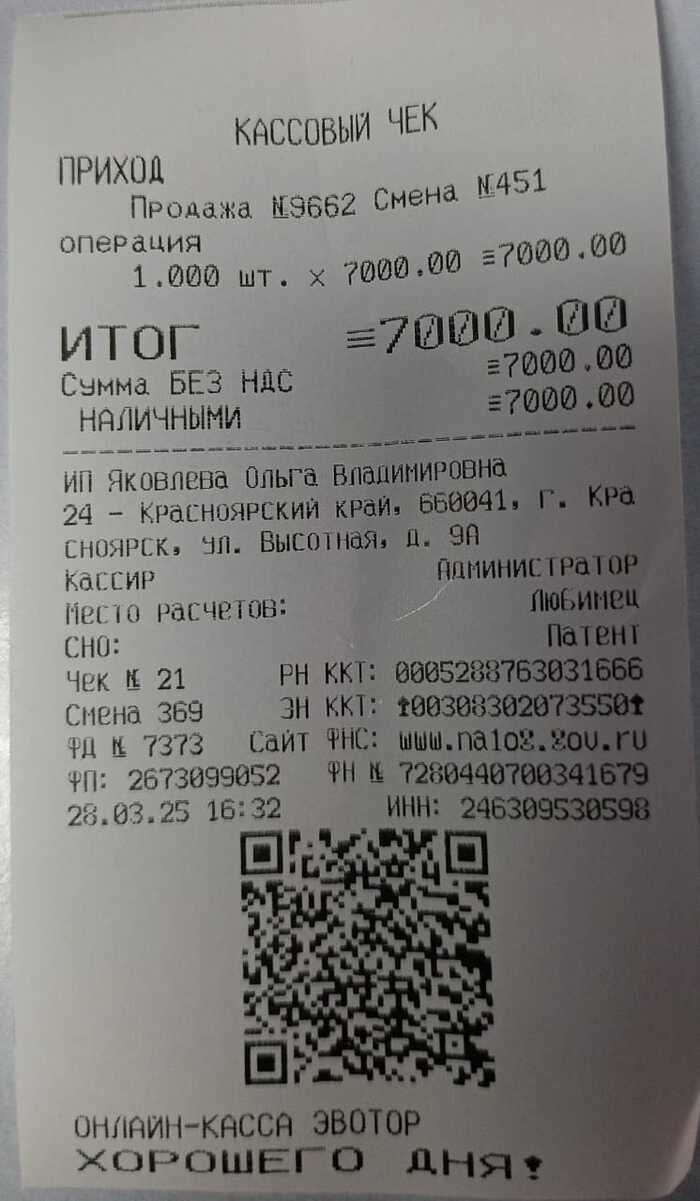 КАССОВЫЙ ЧЕК
ПРИХОД
Продажа №9662 Смена №451
операция
1.000 шт. x 7000.00 ≡7000.00
ИТОГ ≡7000.00
Сумма БЕЗ НДС ≡7000.00
НАЛИЧНЫМИ ≡7000.00
ИП Яковлева Ольга Владимировна
24 - Красноярский край, 660041, г. Кра
сноярск, ул. Высотная, д. 9А
Кассир Администратор
Место расчетов: Любимец
СНО: Патент
Чек № 21 РН ККТ: 0005288763031666
Смена 369 ЗН ККТ: ↟00308302073550↟
ФД № 7373 Сайт ФНС: www.nalog.gov.ru
ФП: 2673099052 ФН № 7280440700341679
28.03.25 16:32 ИНН: 246309530598
ОНЛАЙН-КАССА ЭВОТОР
ХОРОШЕГО ДНЯ!